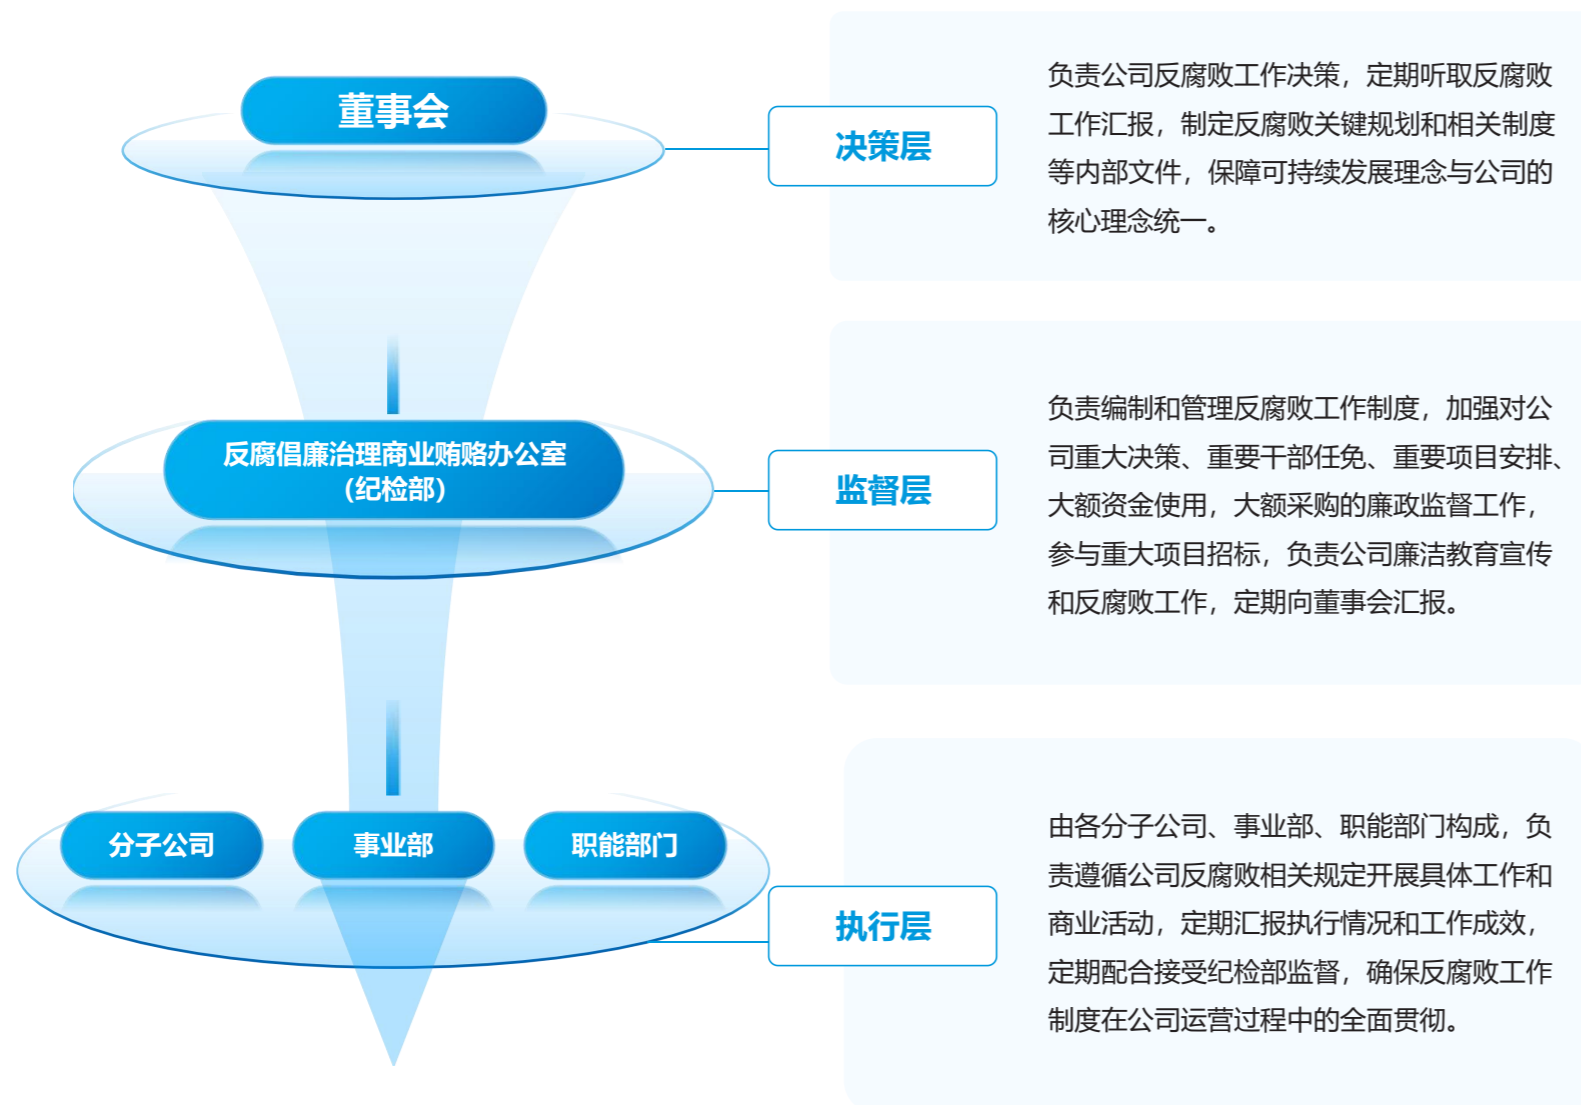 董事会
决策层
负责公司反腐败工作决策，定期听取反腐败
工作汇报，制定反腐败关键规划和相关制度
等内部文件，保障可持续发展理念与公司的
核心理念统一。
反腐倡廉治理商业贿赂办公室
（纪检部）
监督层
负责编制和管理反腐败工作制度，加强对公
司重大决策、重要干部任免、重要项目安排、
大额资金使用，大额采购的廉政监督工作，
参与重大项目招标，负责公司廉洁教育宣传
和反腐败工作，定期向董事会汇报。
分子公司
事业部
职能部门
执行层
由各分子公司、事业部、职能部门构成，负
责遵循公司反腐败相关规定开展具体工作和
商业活动，定期汇报执行情况和工作成效，
定期配合接受纪检部监督，确保反腐败工作
制度在公司运营过程中的全面贯彻。